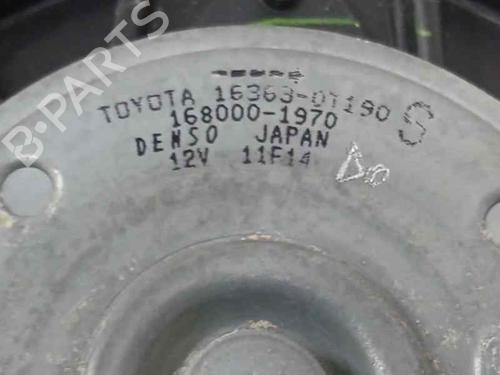 B-PARTS
TOYOTA 16363-0T190 S
168000-1970
DENSO JAPAN
12V 11F14